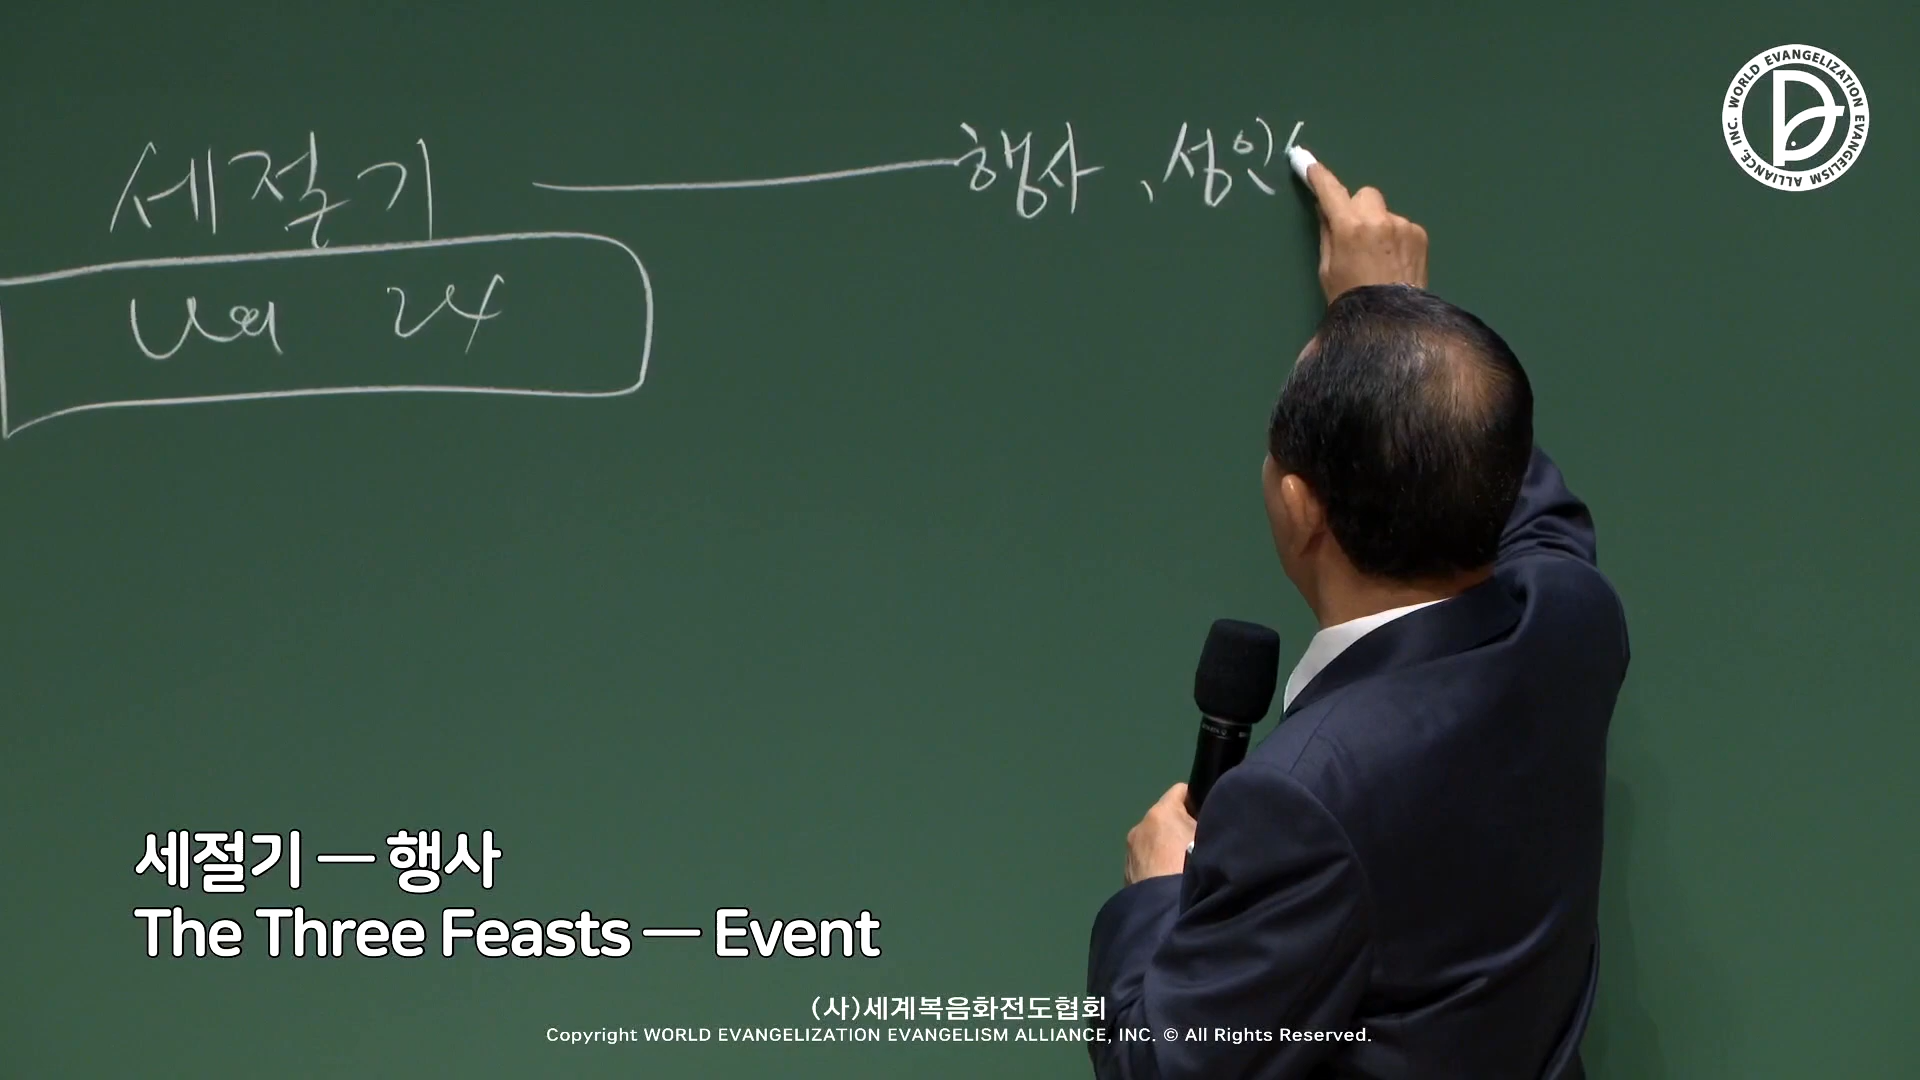 WORLD EVANGELIZATION EVANGELISM ALLIANCE, INC.
세절기 — 행사, 성인
24
세절기 — 행사
The Three Feasts — Event
(사)세계복음화전도협회
Copyright WORLD EVANGELIZATION EVANGELISM ALLIANCE, INC. © All Rights Reserved.